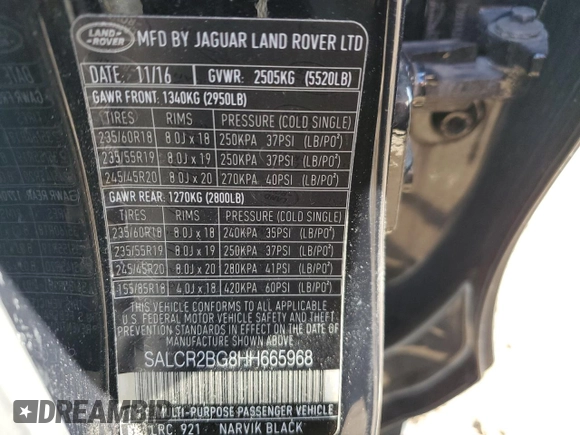 LAND-ROVER
MFD BY JAGUAR LAND ROVER LTD
DATE: 11/16 GVWR: 2505KG (5520LB)
GAWR FRONT: 1340KG (2950LB)
TIRES RIMS PRESSURE (COLD SINGLE)
235/60R18 8.0J x 18 250KPA 37PSI (LB/PO²)
235/55R19 8.0J x 19 250KPA 37PSI (LB/PO²)
245/45R20 8.0J x 20 270KPA 40PSI (LB/PO²)
GAWR REAR: 1270KG (2800LB)
TIRES RIMS PRESSURE (COLD SINGLE)
235/60R18 8.0J x 18 240KPA 35PSI (LB/PO²)
235/55R19 8.0J x 19 250KPA 37PSI (LB/PO²)
245/45R20 8.0J x 20 280KPA 41PSI (LB/PO²)
155/85R18 4.0J x 18 420KPA 60PSI (LB/PO²)
THIS VEHICLE CONFORMS TO ALL APPLICABLE
U.S. FEDERAL MOTOR VEHICLE SAFETY AND THEFT
PREVENTION STANDARDS IN EFFECT ON THE
DATE OF MANUFACTURE SHOWN ABOVE
SALCR2BG8HH665968
MULTI-PURPOSE PASSENGER VEHICLE
LRC: 921 NARVIK BLACK
DREAMBID